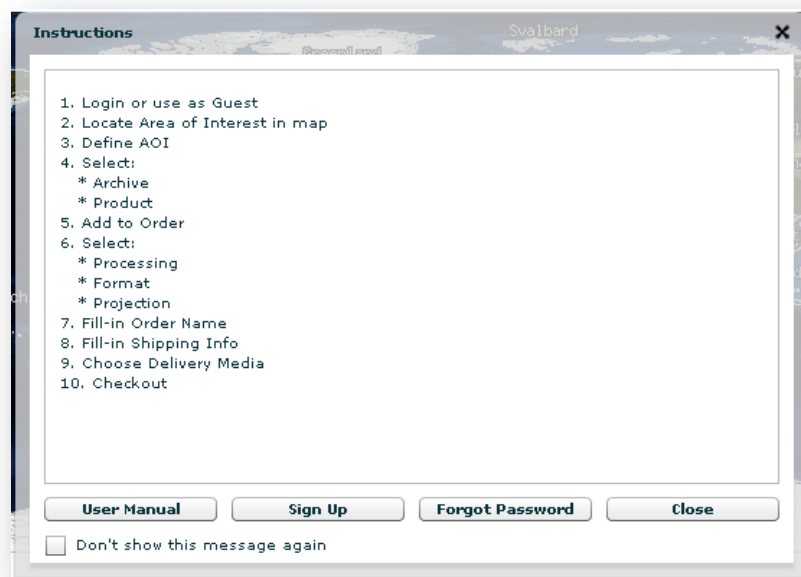 Svalbard
Instructions
Greenland
1. Login or use as Guest
2. Locate Area of Interest in map
3. Define AOI
4. Select:
* Archive
* Product
5. Add to Order
6. Select:
* Processing
* Format
* Projection
ch
7. Fill-in Order Name
8. Fill-in Shipping Info
9. Choose Delivery Media
10. Checkout
User Manual
Sign Up
Forgot Password
Close
Don't show this message again